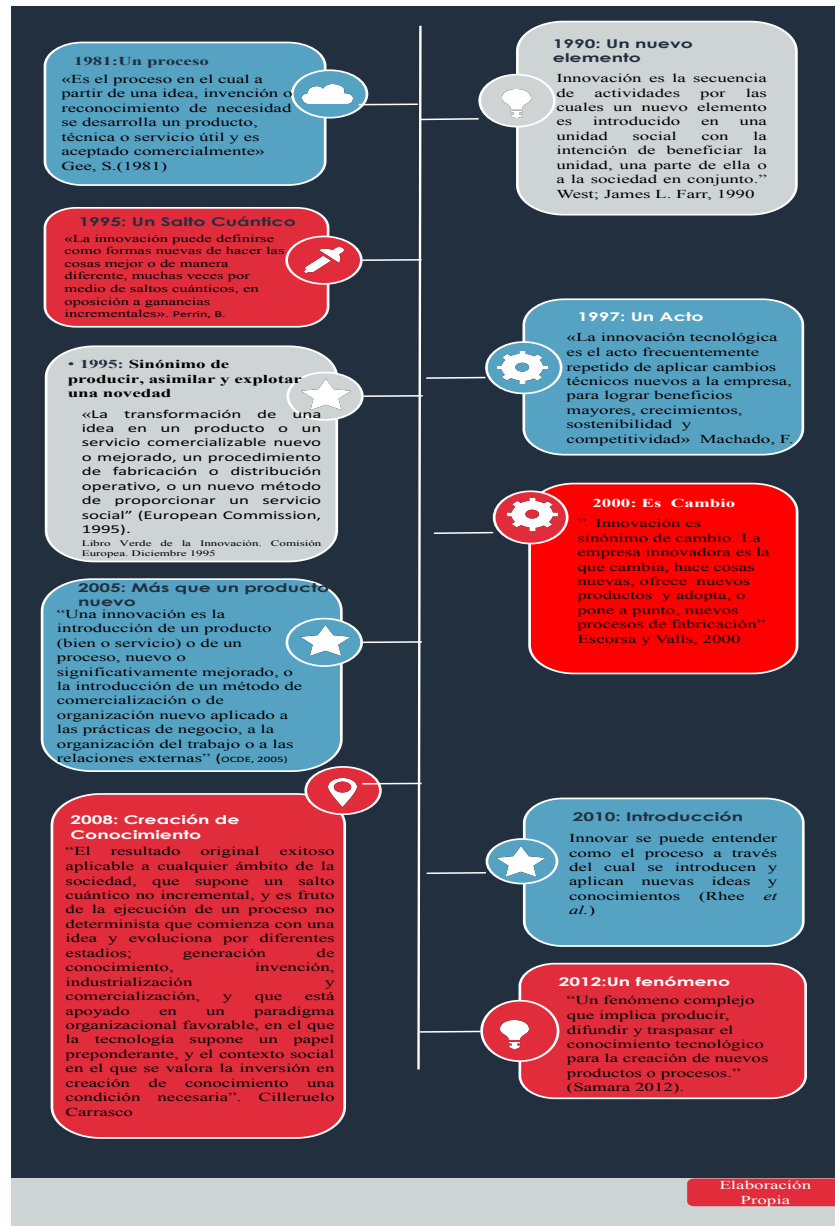 1981:Un proceso
«Es el proceso en el cual a
partir de una idea, invención o
reconocimiento de necesidad
se desarrolla un producto,
técnica o servicio útil y es
aceptado comercialmente»
Gee, S.(1981)
1990: Un nuevo
elemento
Innovación es la secuencia
de actividades por las
cuales un nuevo elemento
es introducido en una
unidad social con la
intención de beneficiar la
unidad, una parte de ella o
a la sociedad en conjunto.”
West; James L. Farr, 1990
1995: Un Salto Cuántico
«La innovación puede definirse
como formas nuevas de hacer las
cosas mejor o de manera
diferente, muchas veces por
medio de saltos cuánticos, en
oposición a ganancias
incrementales». Perrin, B.
1997: Un Acto
«La innovación tecnológica
es el acto frecuentemente
repetido de aplicar cambios
técnicos nuevos a la empresa,
para lograr beneficios
mayores, crecimientos,
sostenibilidad y
competitividad» Machado, F.
• 1995: Sinónimo de
producir, asimilar y explotar
una novedad
«La transformación de una
idea en un producto o un
servicio comercializable nuevo
o mejorado, un procedimiento
de fabricación o distribución
operativo, o un nuevo método
de proporcionar un servicio
social” (European Commission,
1995).
Libro Verde de la Innovación. Comisión
Europea. Diciembre 1995
2000: Es Cambio
” Innovación es
sinónimo de cambio. La
empresa innovadora es la
que cambia, hace cosas
nuevas, ofrece nuevos
productos y adopta, o
pone a punto, nuevos
procesos de fabricación”
Escorsa y Valls, 2000
2005: Más que un producto
nuevo
“Una innovación es la
introducción de un producto
(bien o servicio) o de un
proceso, nuevo o
significativamente mejorado, o
la introducción de un método de
comercialización o de
organización nuevo aplicado a
las prácticas de negocio, a la
organización del trabajo o a las
relaciones externas” (OCDE, 2005)
2008: Creación de
Conocimiento
“El resultado original exitoso
aplicable a cualquier ámbito de la
sociedad, que supone un salto
cuántico no incremental, y es fruto
de la ejecución de un proceso no
determinista que comienza con una
idea y evoluciona por diferentes
estadios; generación de
conocimiento, invención,
industrialización y
comercialización, y que está
apoyado en un paradigma
organizacional favorable, en el que
la tecnología supone un papel
preponderante, y el contexto social
en el que se valora la inversión en
creación de conocimiento una
condición necesaria”. Cilleruelo
Carrasco
2010: Introducción
Innovar se puede entender
como el proceso a través
del cual se introducen y
aplican nuevas ideas y
conocimientos (Rhee et
al.)
2012:Un fenómeno
“Un fenómeno complejo
que implica producir,
difundir y traspasar el
conocimiento tecnológico
para la creación de nuevos
productos o procesos.”
(Samara 2012).
Elaboración
Propia